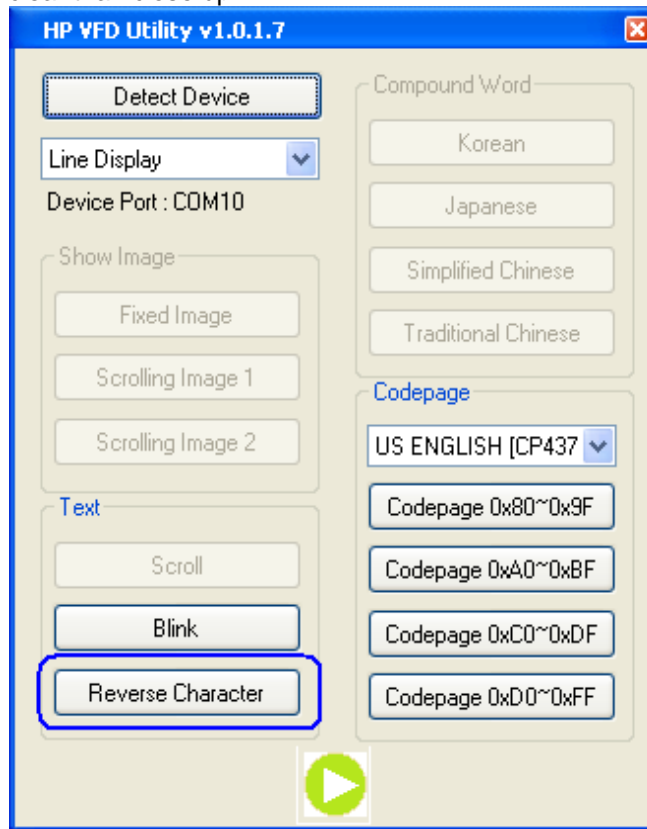 HP VFD Utility v1.0.1.7
Detect Device
Line Display
Device Port : COM10
Show Image
Fixed Image
Scrolling Image 1
Scrolling Image 2
Text
Scroll
Blink
Reverse Character
Compound Word
Korean
Japanese
Simplified Chinese
Traditional Chinese
Codepage
US ENGLISH [CP437
Codepage 0x80~0x9F
Codepage 0xA0~0xBF
Codepage 0xC0~0xDF
Codepage 0xD0~0xFF